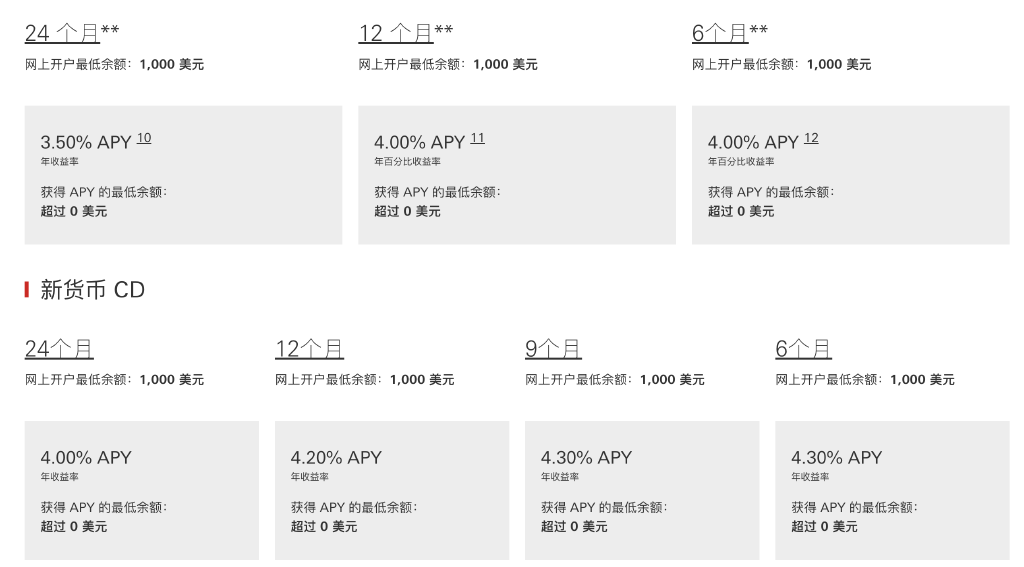 24 个月**
网上开户最低余额：1,000 美元
3.50% APY 10
年收益率
获得 APY 的最低余额：
超过 0 美元
12 个月**
网上开户最低余额：1,000 美元
4.00% APY 11
年百分比收益率
获得 APY 的最低余额：
超过 0 美元
6个月**
网上开户最低余额：1,000 美元
4.00% APY 12
年百分比收益率
获得 APY 的最低余额：
超过 0 美元
新货币 CD
24个月
网上开户最低余额：1,000 美元
4.00% APY
年收益率
获得 APY 的最低余额：
超过 0 美元
12个月
网上开户最低余额：1,000 美元
4.20% APY
年收益率
获得 APY 的最低余额：
超过 0 美元
9个月
网上开户最低余额：1,000 美元
4.30% APY
年收益率
获得 APY 的最低余额：
超过 0 美元
6个月
网上开户最低余额：1,000 美元
4.30% APY
年收益率
获得 APY 的最低余额：
超过 0 美元